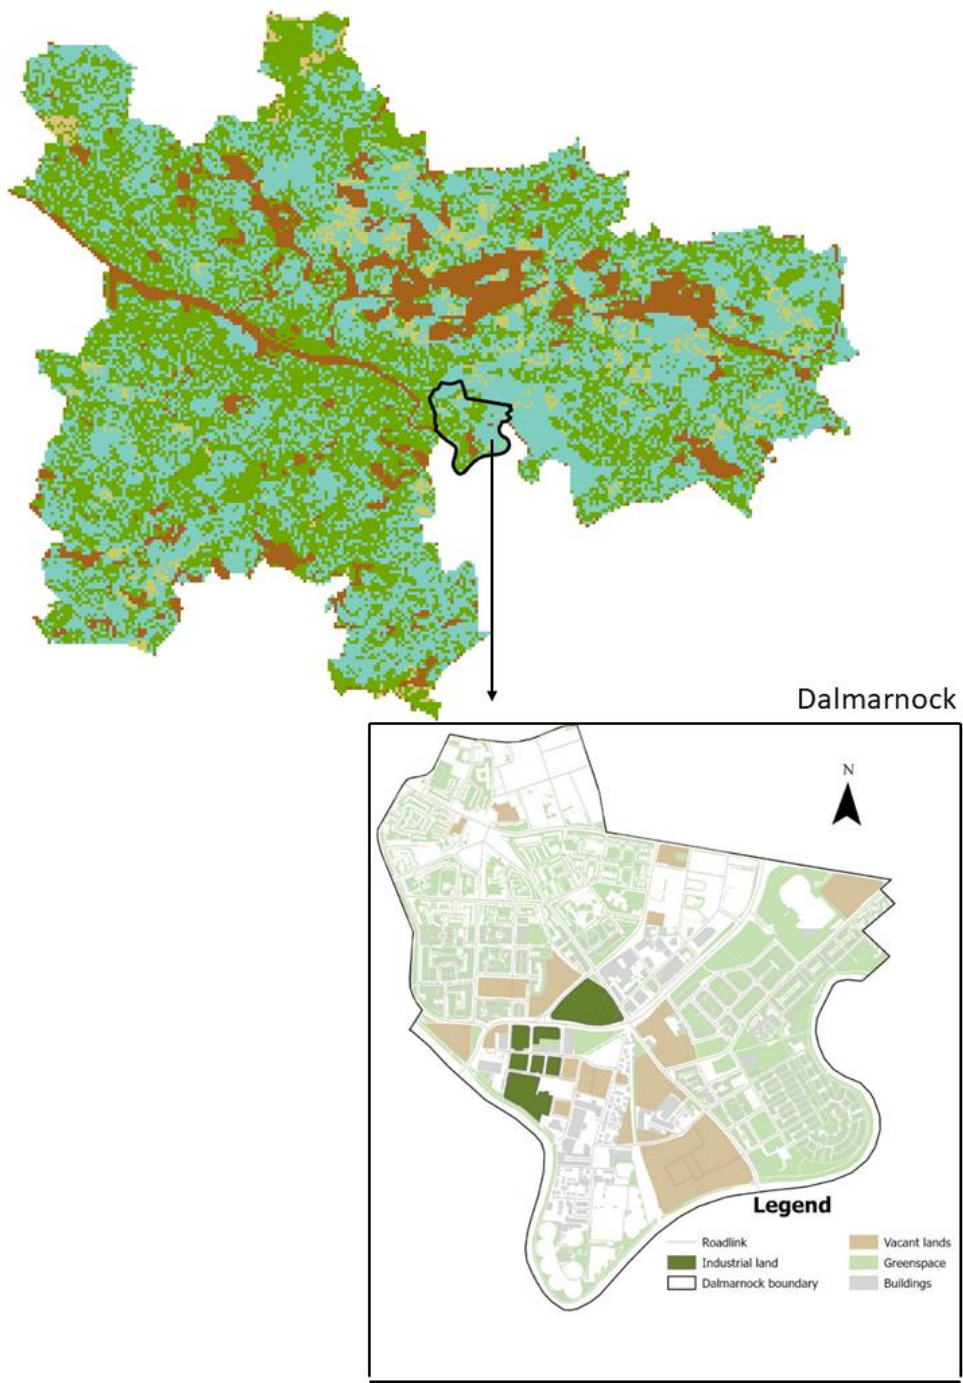 Dalmarnock
N
Legend
Roadlink
Industrial land
Dalmarnock boundary
Vacant lands
Greenspace
Buildings